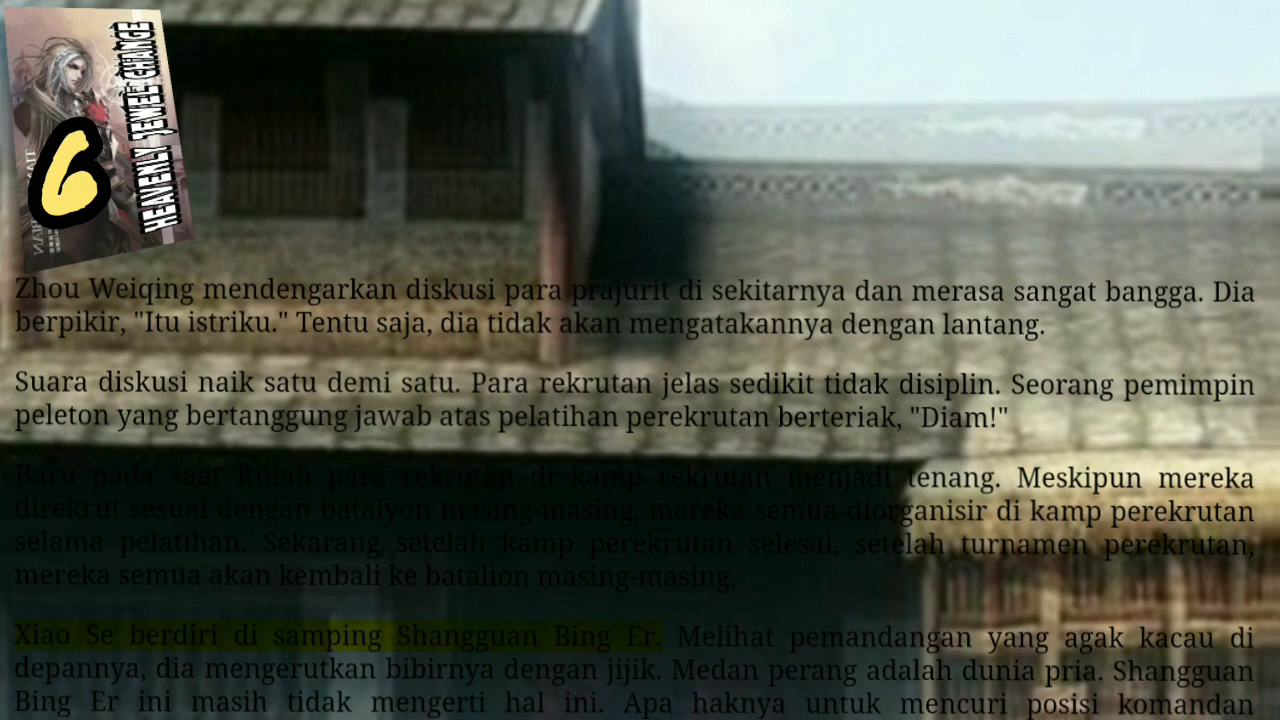 HEAVENLY JEWEL CHANGE
6
Zhou Weiqing mendengarkan diskusi para prajurit di sekitarnya dan merasa sangat bangga. Dia
berpikir, "Itu istriku." Tentu saja, dia tidak akan mengatakannya dengan lantang.
Suara diskusi naik satu demi satu. Para rekrutan jelas sedikit tidak disiplin. Seorang pemimpin
peleton yang bertanggung jawab atas pelatihan perekrutan berteriak, "Diam!"
Baru pada saat itulah para rekrutan di kamp rekrutan menjadi tenang. Meskipun mereka
direkrut sesuai dengan batalyon masing-masing, mereka semua diorganisir di kamp perekrutan
selama pelatihan. Sekarang setelah kamp perekrutan selesai, setelah turnamen perekrutan,
mereka semua akan kembali ke batalion masing-masing.
Xiao Se berdiri di samping Shangguan Bing Er. Melihat pemandangan yang agak kacau di
depannya, dia mengerutkan bibirnya dengan jijik. Medan perang adalah dunia pria. Shangguan
Bing Er ini masih tidak mengerti hal ini. Apa haknya untuk mencuri posisi komandan